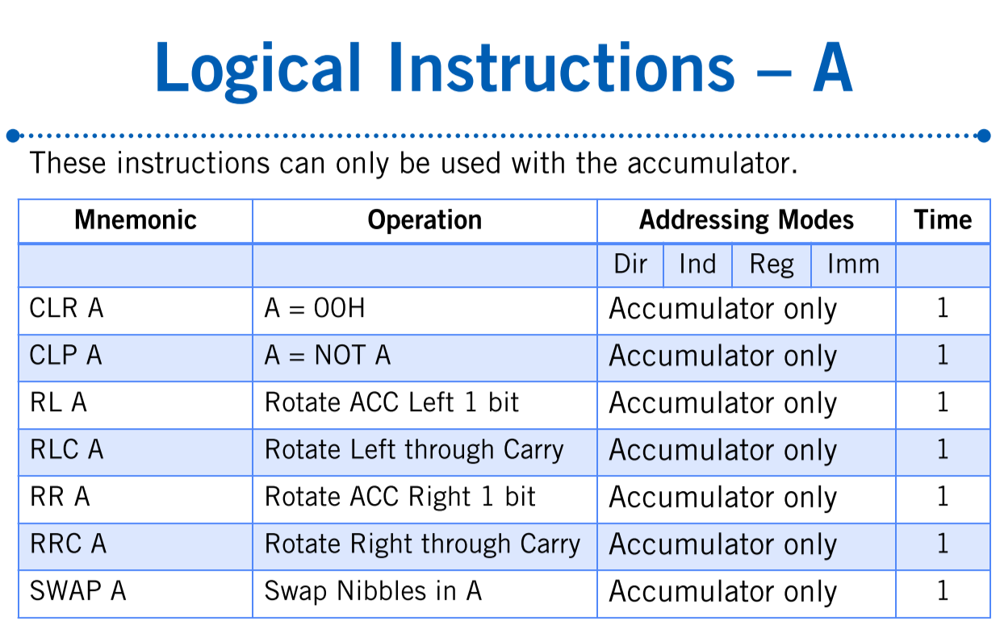 Logical Instructions – A
These instructions can only be used with the accumulator.
Mnemonic Operation Addressing Modes Time
Dir Ind Reg Imm
CLR A A = 00H Accumulator only 1
CLP A A = NOT A Accumulator only 1
RL A Rotate ACC Left 1 bit Accumulator only 1
RLC A Rotate Left through Carry Accumulator only 1
RR A Rotate ACC Right 1 bit Accumulator only 1
RRC A Rotate Right through Carry Accumulator only 1
SWAP A Swap Nibbles in A Accumulator only 1